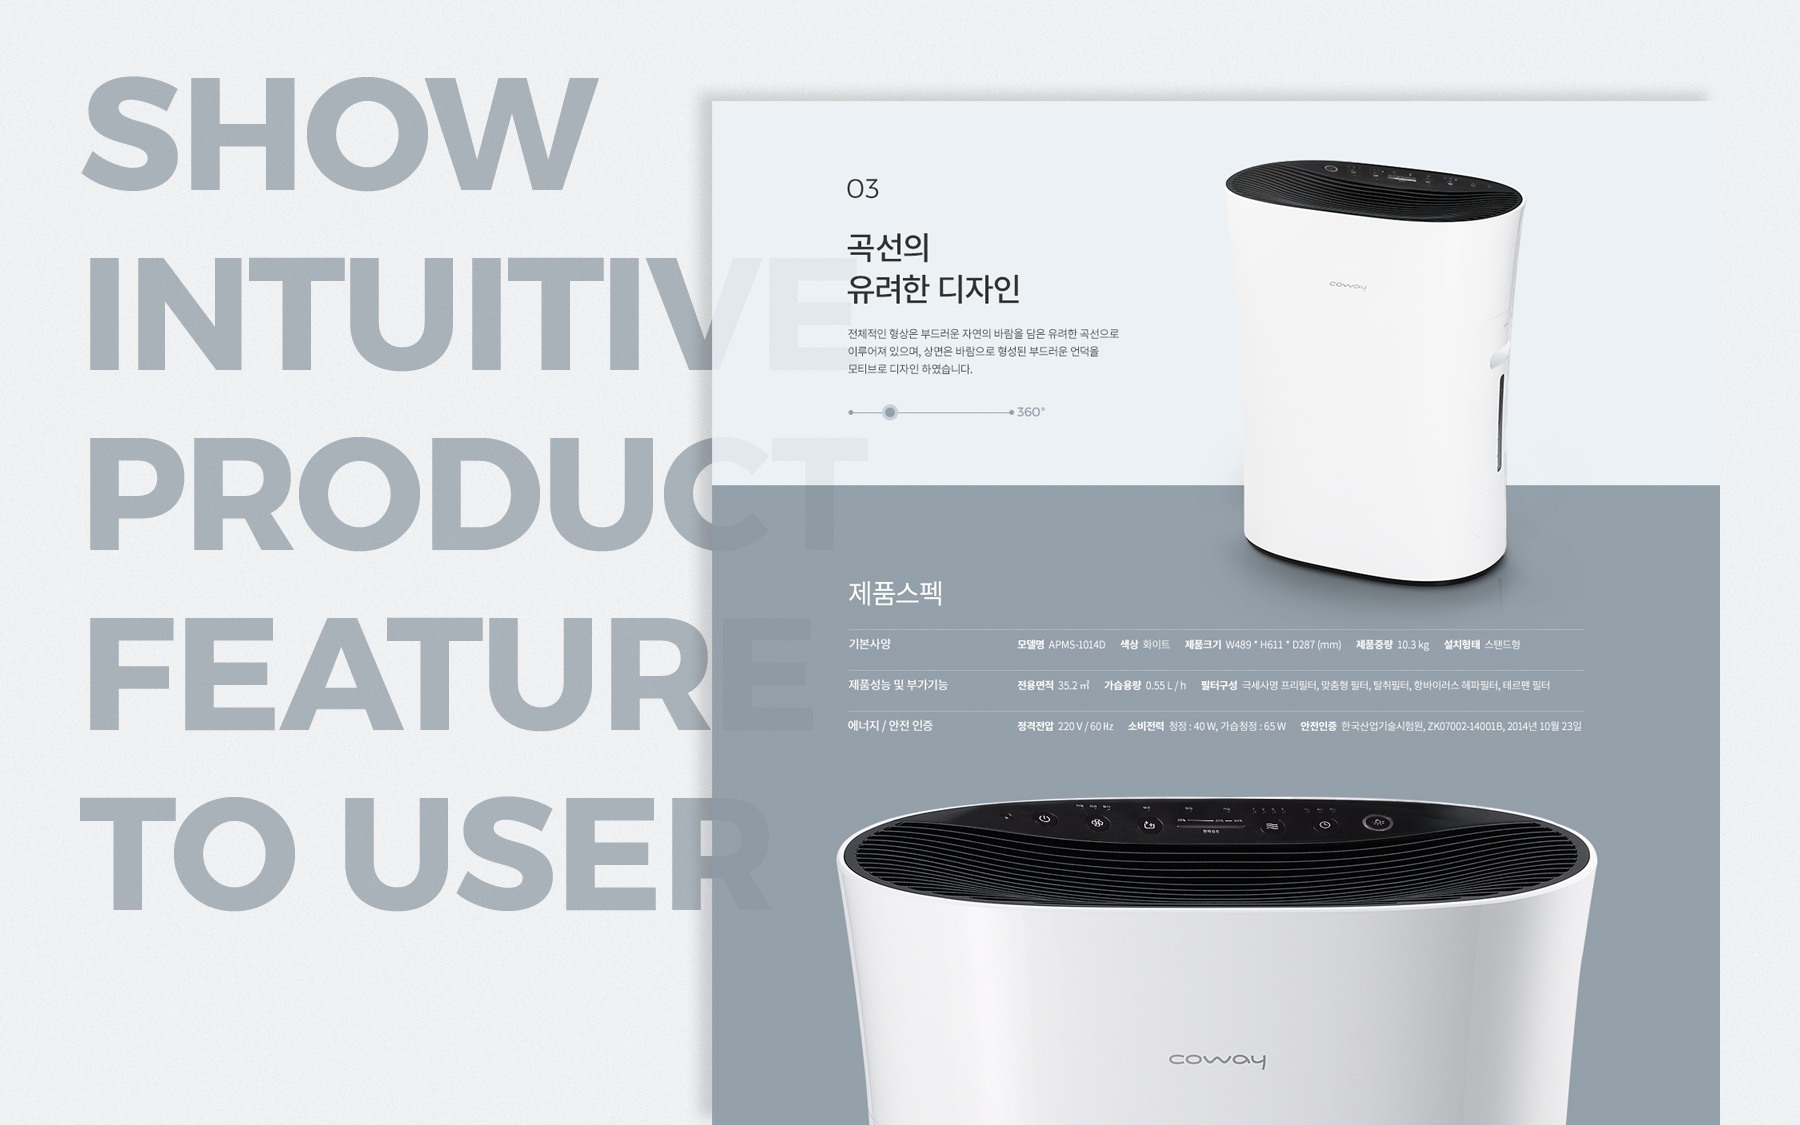 SHOW
INTUITIVE
PRODUCT
FEATURE
TO USER
03
곡선의
유려한 디자인
전체적인 형상은 부드러운 자연의 바람을 담은 유려한 곡선으로
이루어져 있으며, 상면은 바람으로 형성된 부드러운 언덕을
모티브로 디자인 하였습니다.
360°
coway
제품스펙
기본사양 모델명 APMS-1014D 색상 화이트 제품크기 W489 * H611 * D287 (mm) 제품중량 10.3 kg 설치형태 스탠드형
제품성능 및 부가기능 전용면적 35.2 ㎡ 가습용량 0.55 L / h 필터구성 극세사망 프리필터, 맞춤형 필터, 탈취필터, 항바이러스 헤파필터, 테르펜 필터
에너지 / 안전 인증 정격전압 220 V / 60 Hz 소비전력 청정 : 40 W, 가습청정 : 65 W 안전인증 한국산업기술시험원, ZK07002-14001B, 2014년 10월 23일
coway